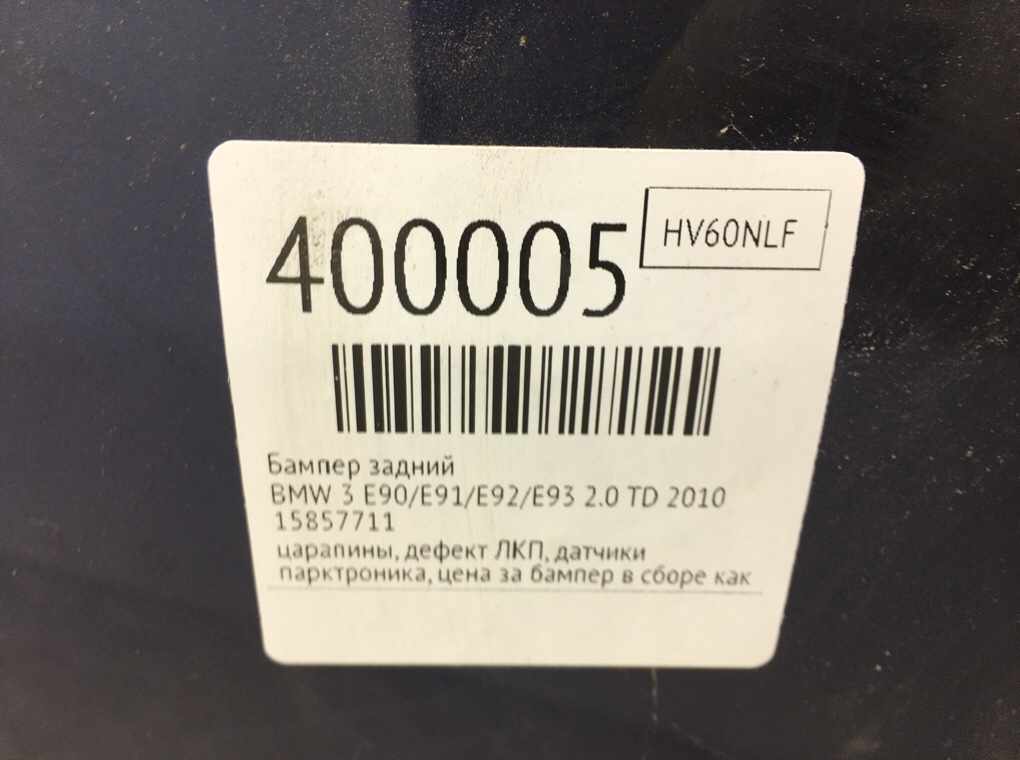 400005
HV60NLF
Бампер задний
BMW 3 E90/E91/E92/E93 2.0 TD 2010
15857711
царапины, дефект ЛКП, датчики
парктроника, цена за бампер в сборе как